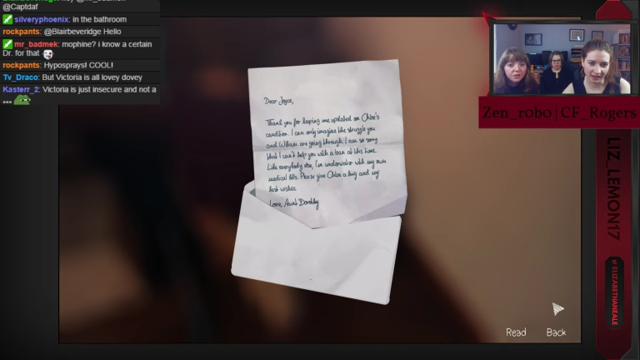 @Captdaf
silveryphoenix: in the bathroom
rockpants: @Blairbeveridge Hello
mr_badmek: mophine? i know a certain
Dr. for that
rockpants: Hyposprays! COOL!
Tv_Draco: But Victoria is all lovey dovey
Kasterr_2: Victoria is just insecure and not a
...
Zen_robo|CF_Rogers
LIZ_LEMON17
Dear Joyce,
Thank you for keeping me updated on Chloe's
condition. I can only imagine the struggle you
and William are going through. I am so sorry
that I can't help you with a loan at this time.
Like everybody else, I'm underwater with my own
medical bills. Please give Chloe a hug and my
best wishes.
Love, Aunt Dorothy
Read
Back